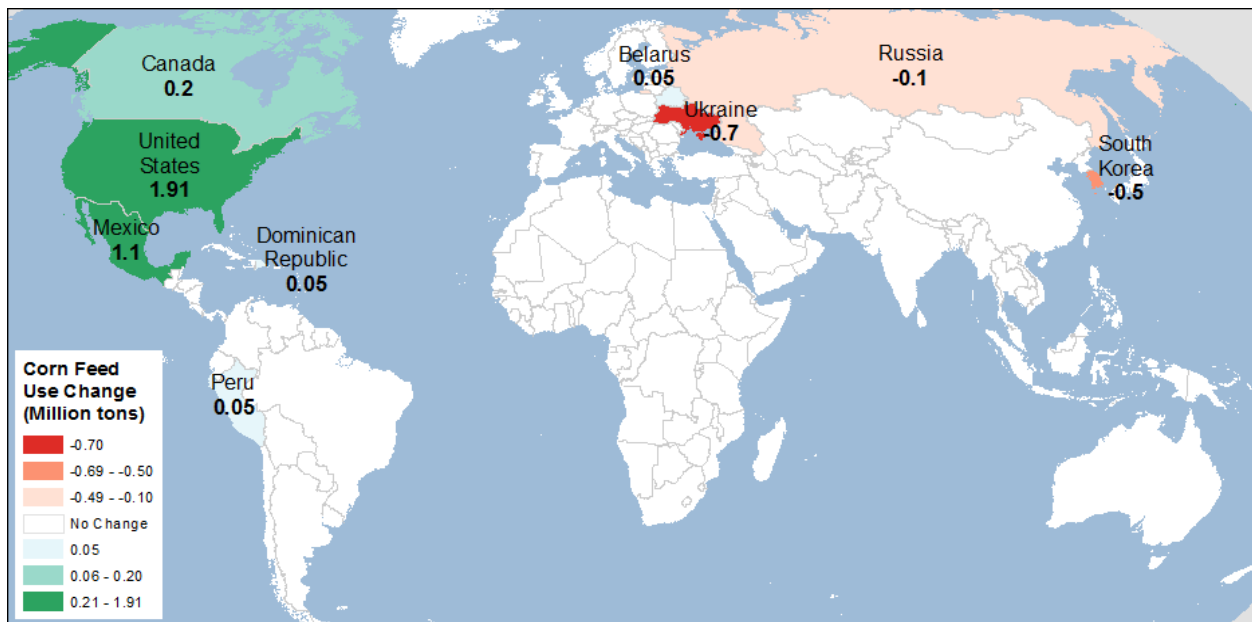 Canada
0.2
United
States
1.91
Mexico
1.1
Dominican
Republic
0.05
Peru
0.05
Belarus
0.05
Ukraine
-0.7
Russia
-0.1
South
Korea
-0.5
Corn Feed
Use Change
(Million tons)
-0.70
-0.69 - -0.50
-0.49 - -0.10
No Change
0.05
0.06 - 0.20
0.21 - 1.91